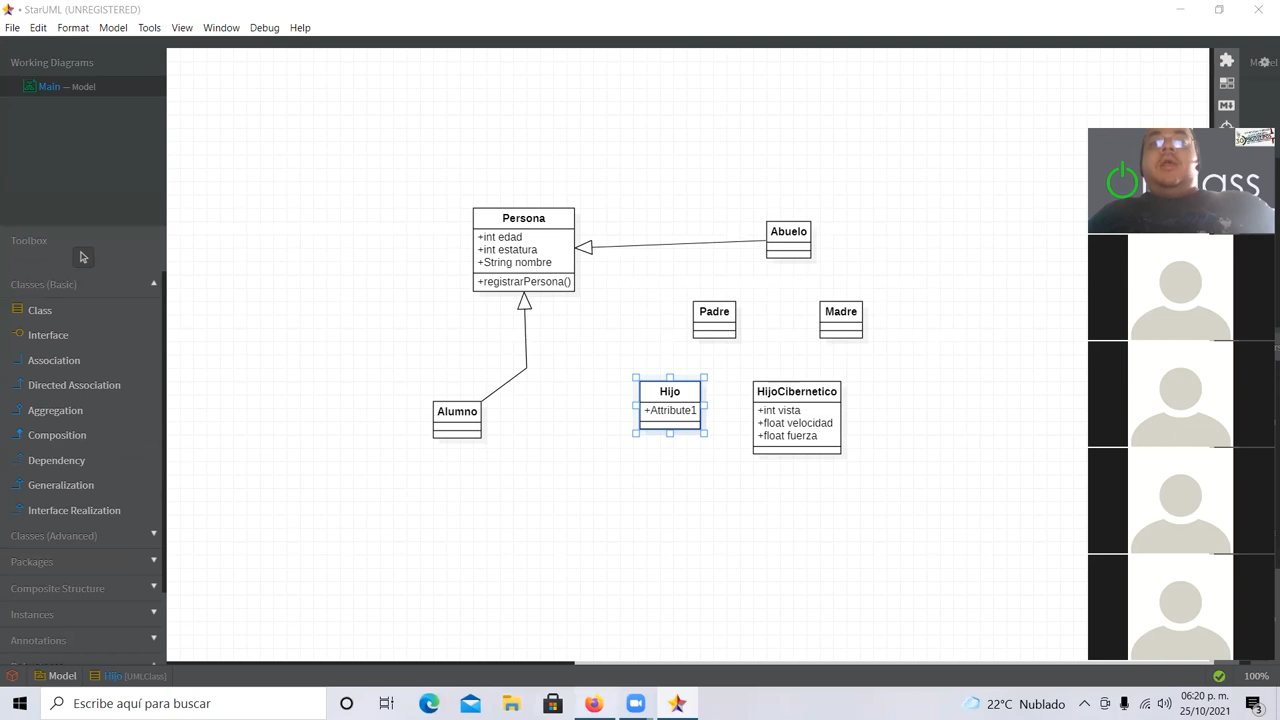 StarUML (UNREGISTERED)
File Edit Format Model Tools View Window Debug Help
Working Diagrams
Main — Model
Toolbox
Classes (Basic)
Class
Interface
Association
Directed Association
Aggregation
Composition
Dependency
Generalization
Interface Realization
Classes (Advanced)
Packages
Composite Structure
Instances
Annotations
Persona
+int edad
+int estatura
+String nombre
+registrarPersona()
Abuelo
Padre
Madre
Alumno
Hijo
+Attribute1
HijoCibernetico
+int vista
+float velocidad
+float fuerza
M↓
Model Hijo [UMLClass]
100%
Escribe aquí para buscar
22°C Nublado
06:20 p. m.
25/10/2021
3